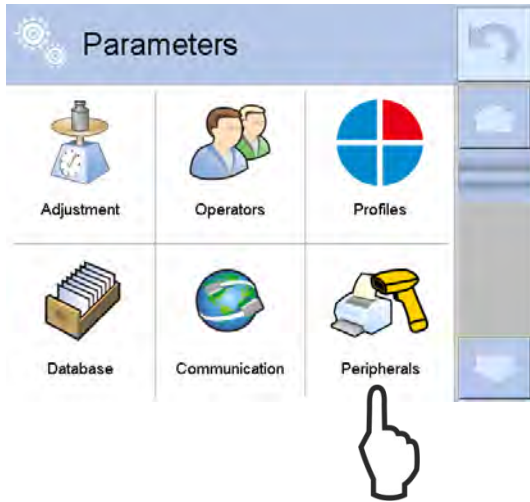 Parameters
Adjustment Operators Profiles
Database Communication Peripherals